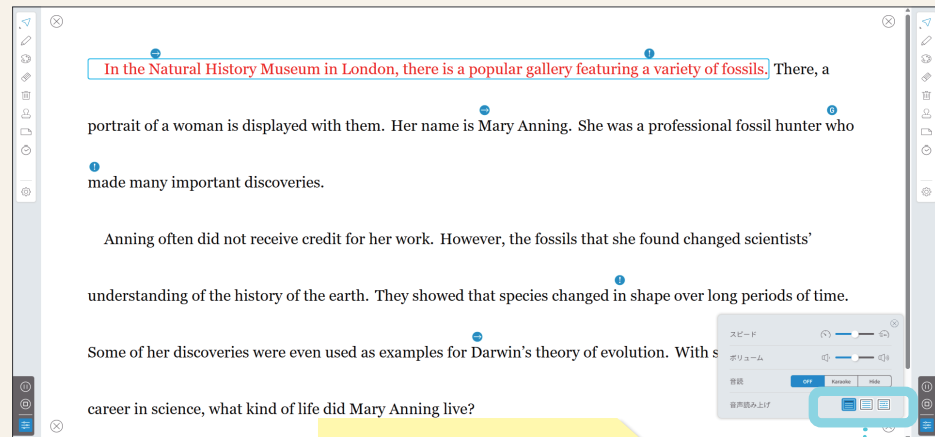 In the Natural History Museum in London, there is a popular gallery featuring a variety of fossils. There, a
portrait of a woman is displayed with them. Her name is Mary Anning. She was a professional fossil hunter who
made many important discoveries.
Anning often did not receive credit for her work. However, the fossils that she found changed scientists’
understanding of the history of the earth. They showed that species changed in shape over long periods of time.
Some of her discoveries were even used as examples for Darwin’s theory of evolution. With
career in science, what kind of life did Mary Anning live?
スピード
ボリューム
音読 OFF Karaoke Hide
音声読み上げ